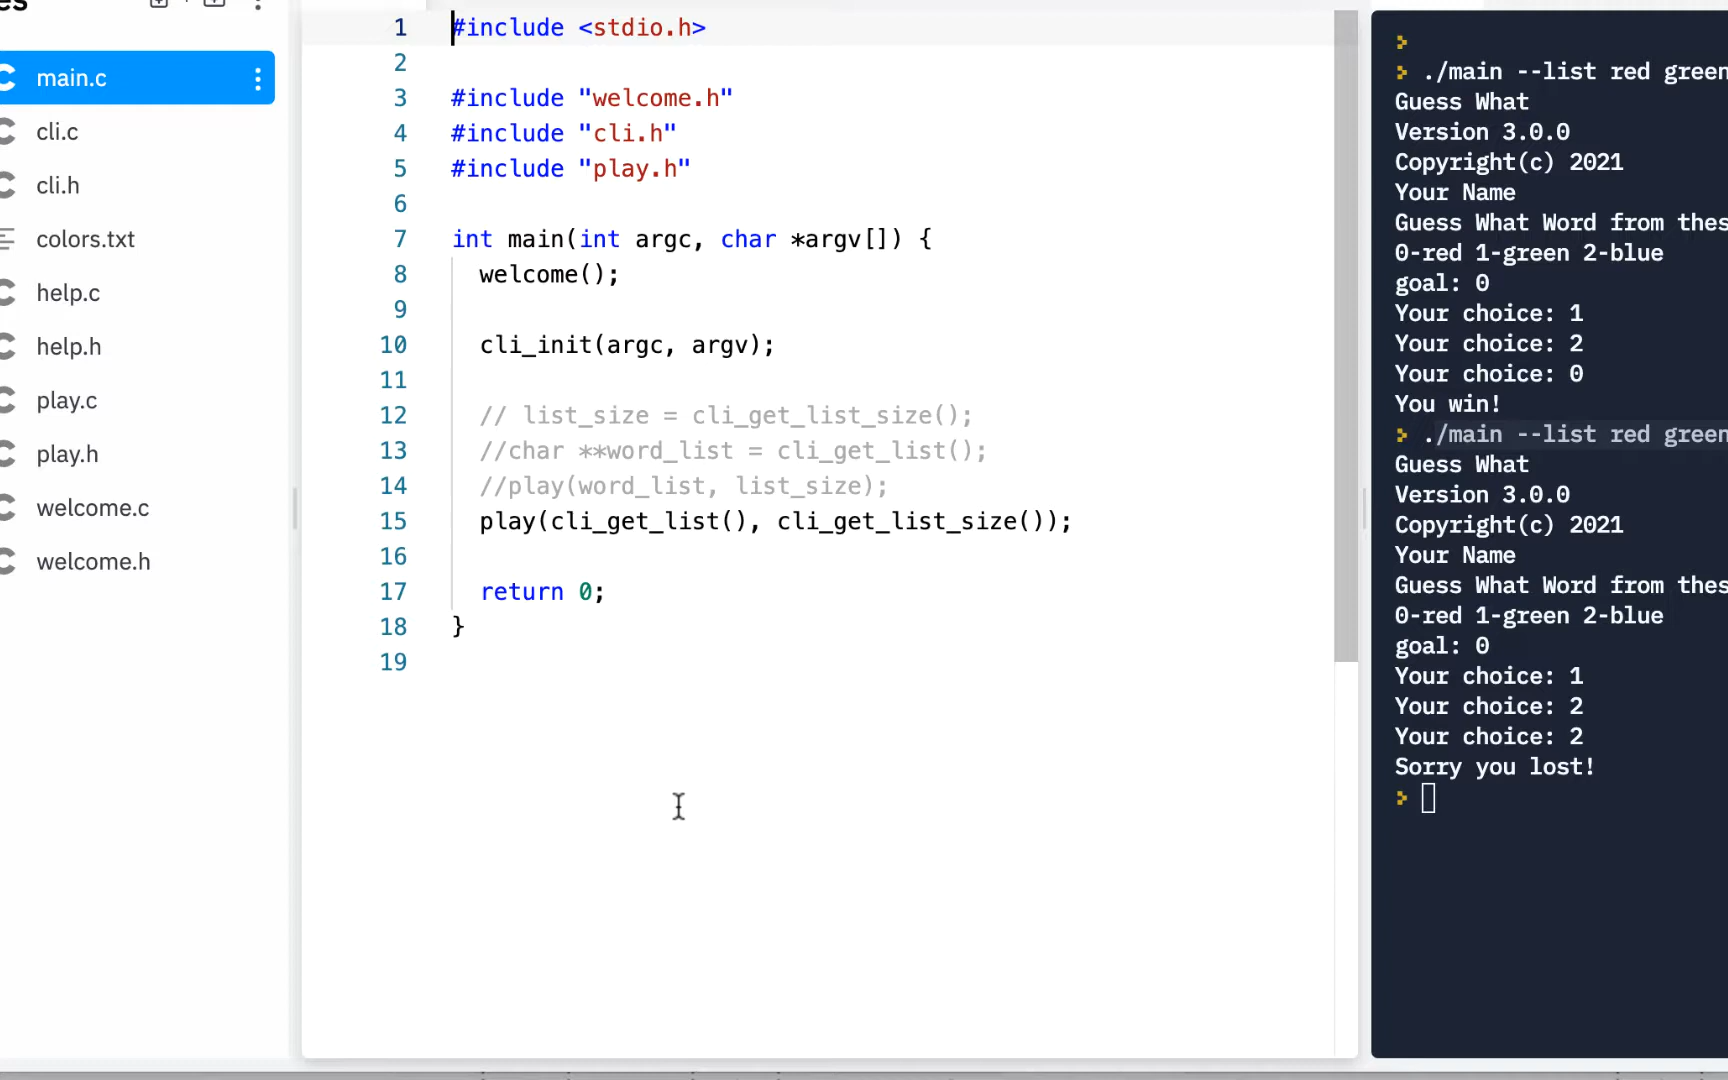 es
main.c
cli.c
cli.h
colors.txt
help.c
help.h
play.c
play.h
welcome.c
welcome.h
1 #include <stdio.h>
2
3 #include "welcome.h"
4 #include "cli.h"
5 #include "play.h"
6
7 int main(int argc, char *argv[]) {
8 welcome();
9
10 cli_init(argc, argv);
11
12 // list_size = cli_get_list_size();
13 //char **word_list = cli_get_list();
14 //play(word_list, list_size);
15 play(cli_get_list(), cli_get_list_size());
16
17 return 0;
18 }
19
>
> ./main --list red green
Guess What
Version 3.0.0
Copyright(c) 2021
Your Name
Guess What Word from thes
0-red 1-green 2-blue
goal: 0
Your choice: 1
Your choice: 2
Your choice: 0
You win!
> ./main --list red green
Guess What
Version 3.0.0
Copyright(c) 2021
Your Name
Guess What Word from thes
0-red 1-green 2-blue
goal: 0
Your choice: 1
Your choice: 2
Your choice: 2
Sorry you lost!
>